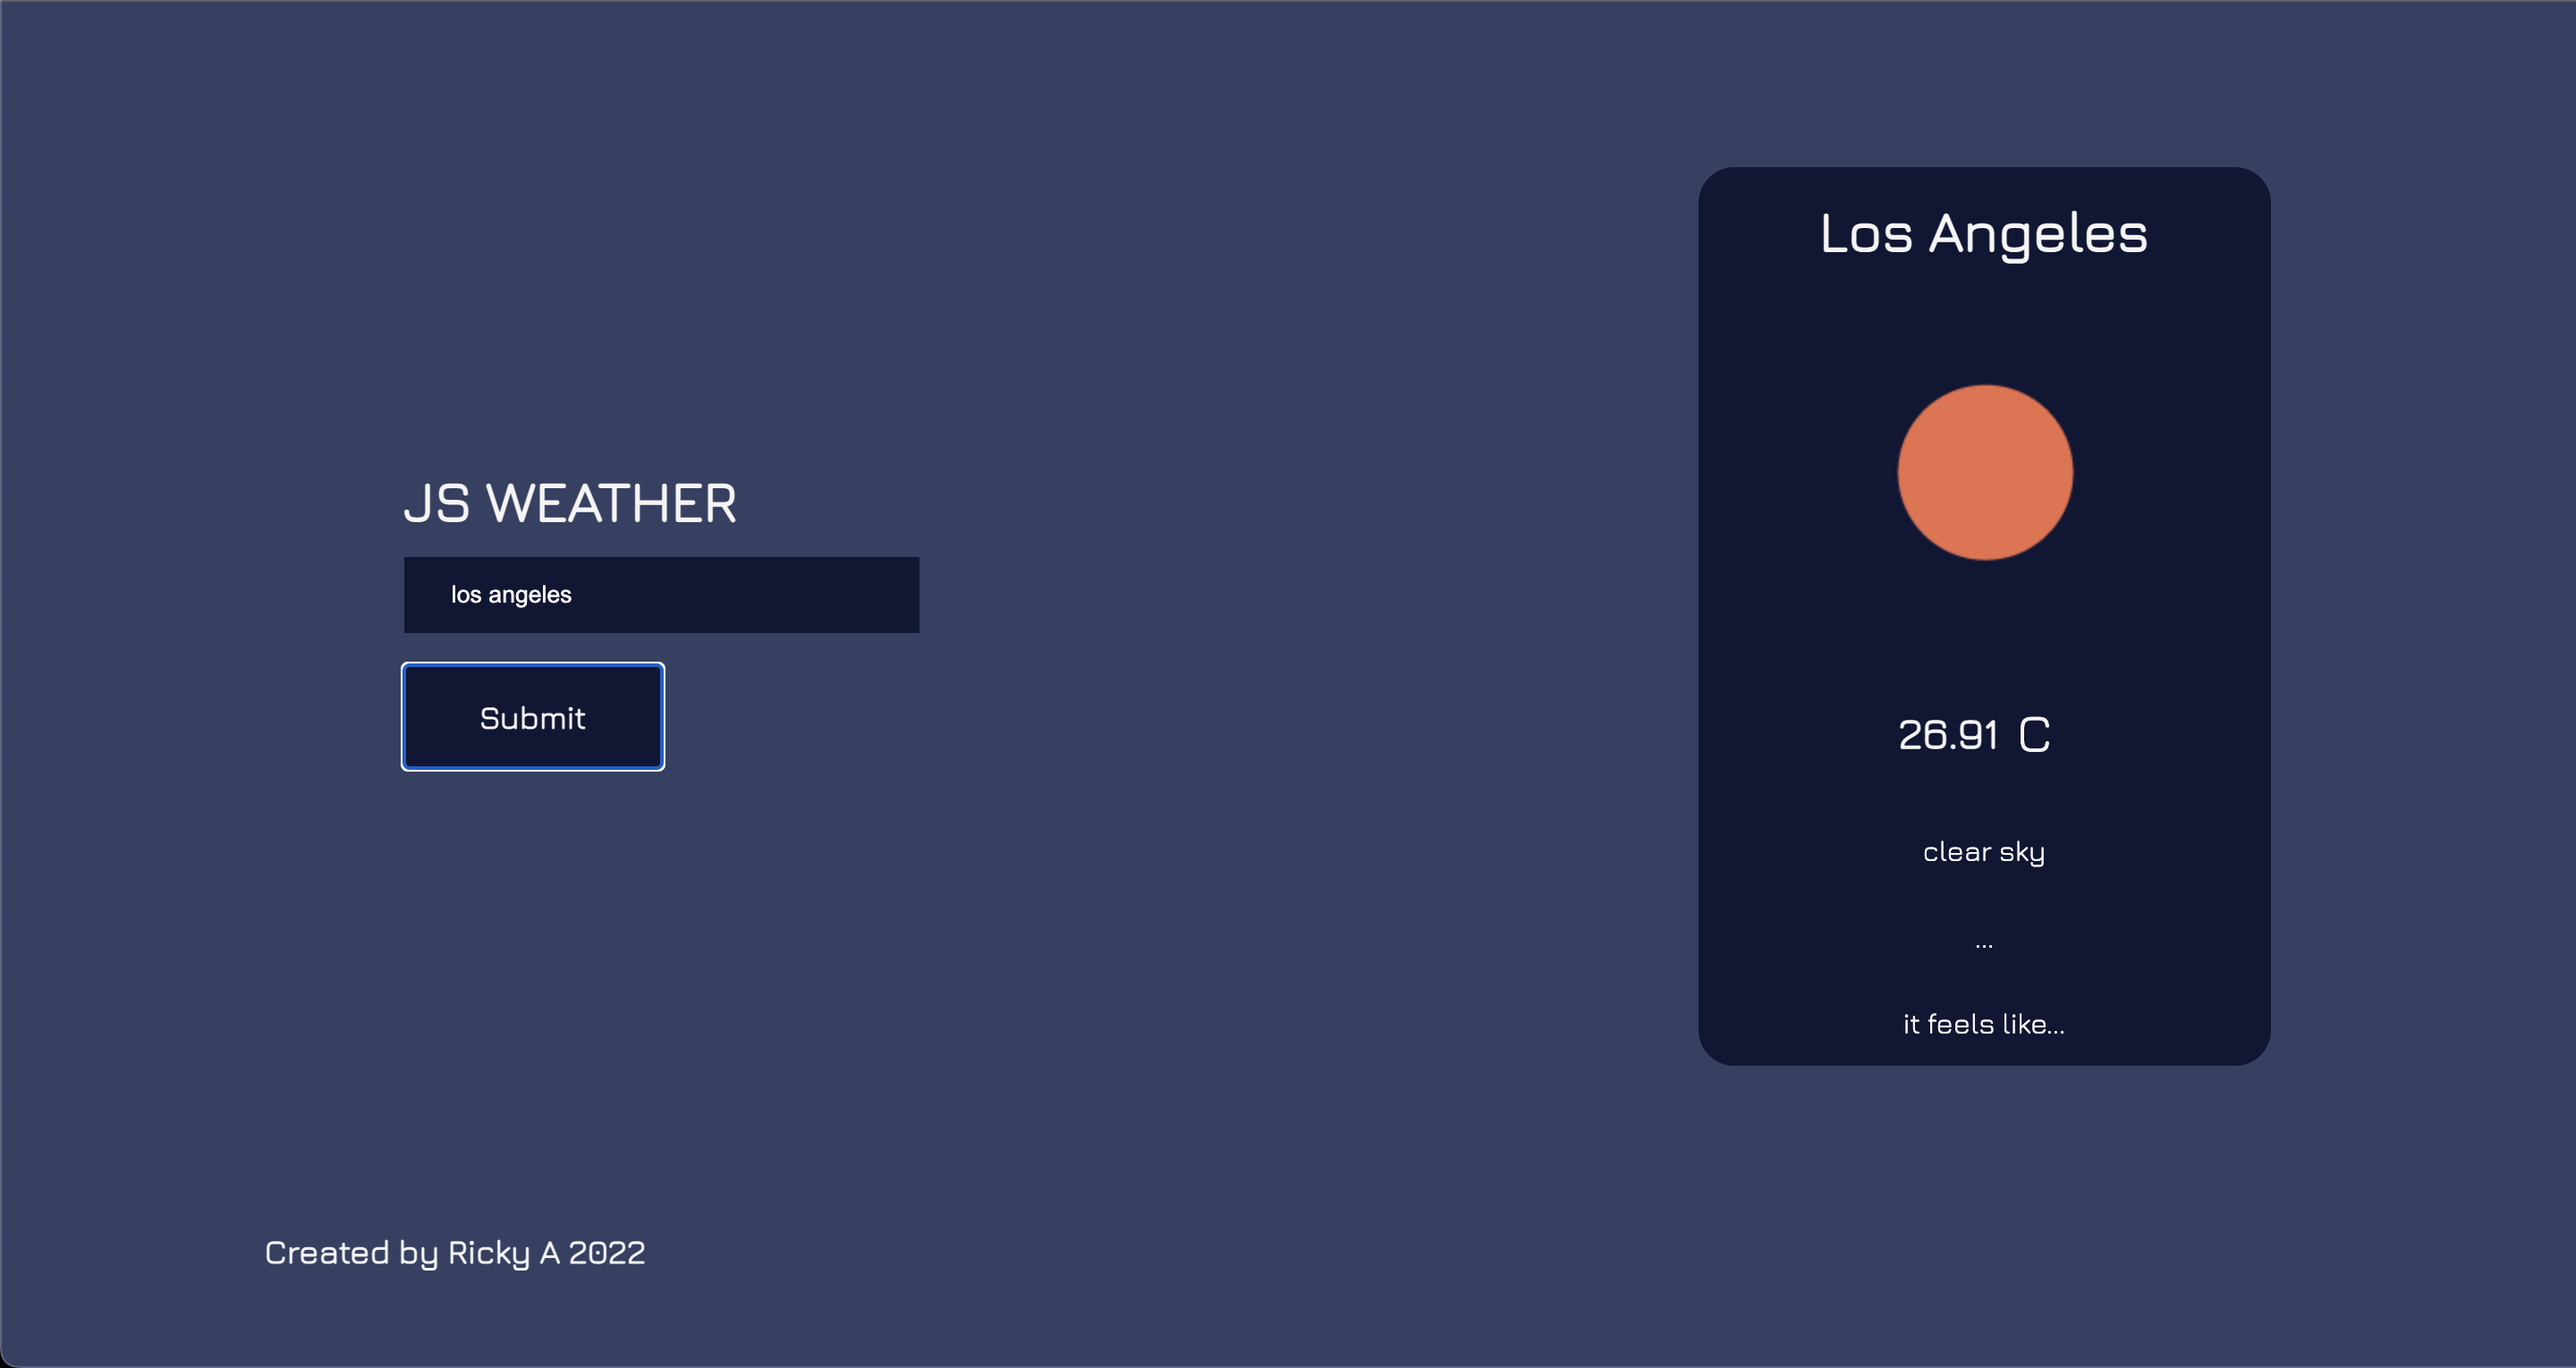 JS WEATHER
los angeles
Submit
Los Angeles
26.91 C
clear sky
...
it feels like...
Created by Ricky A 2022